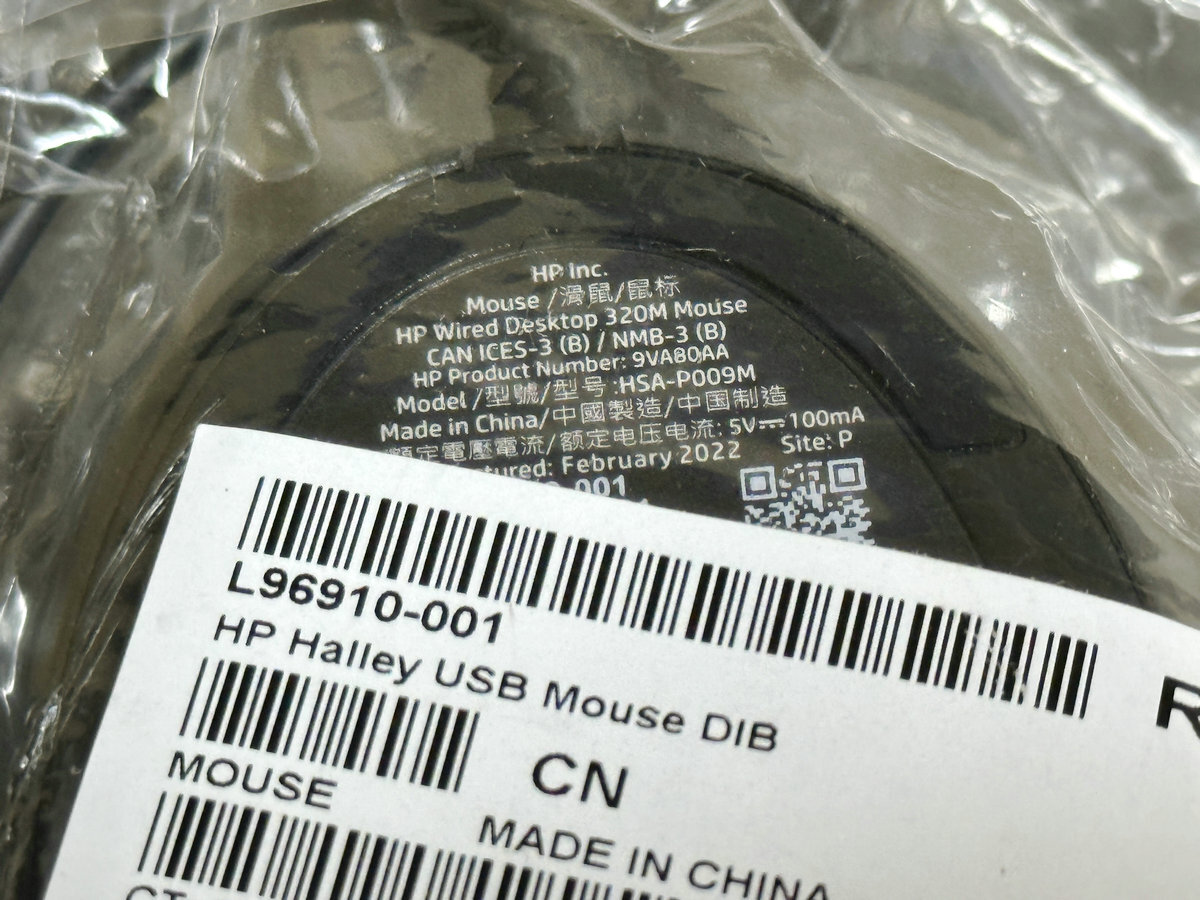 HP Inc.
Mouse /滑鼠/鼠标
HP Wired Desktop 320M Mouse
CAN ICES-3 (B) / NMB-3 (B)
HP Product Number: 9VA80AA
Model /型號/型号 :HSA-P009M
Made in China/中國製造/中国制造
額定電壓電流/额定电压电流: 5V⎓100mA
February 2022 Site: P
L96910-001
HP Halley USB Mouse DIB
CN
MOUSE
MADE IN CHINA